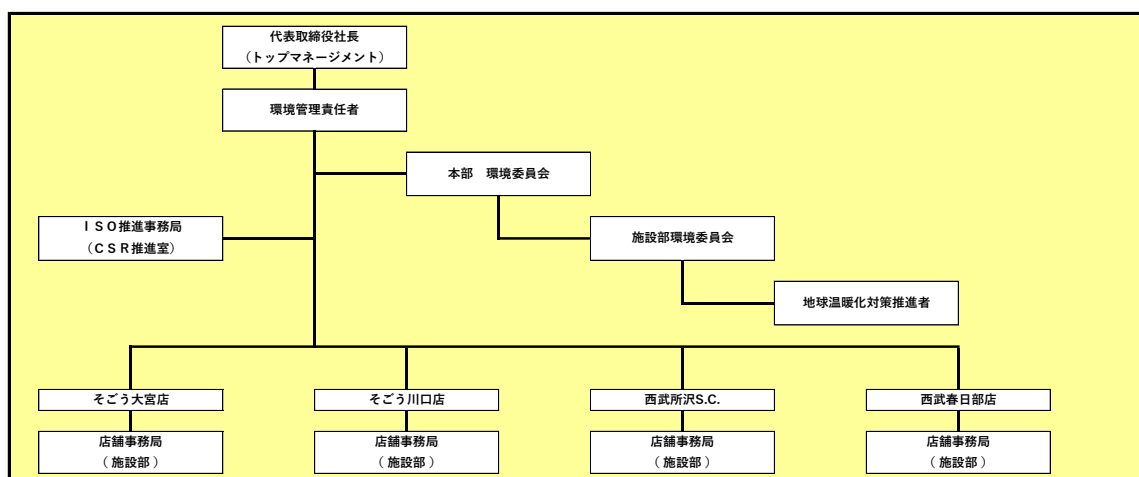 代表取締役社長
（トップマネージメント）
環境管理責任者
本部　環境委員会
ＩＳＯ推進事務局
（ＣＳＲ推進室）
施設部環境委員会
地球温暖化対策推進者
そごう大宮店
そごう川口店
西武所沢S.C.
西武春日部店
店舗事務局
（ 施設部 ）
店舗事務局
（ 施設部 ）
店舗事務局
（ 施設部 ）
店舗事務局
（ 施設部 ）